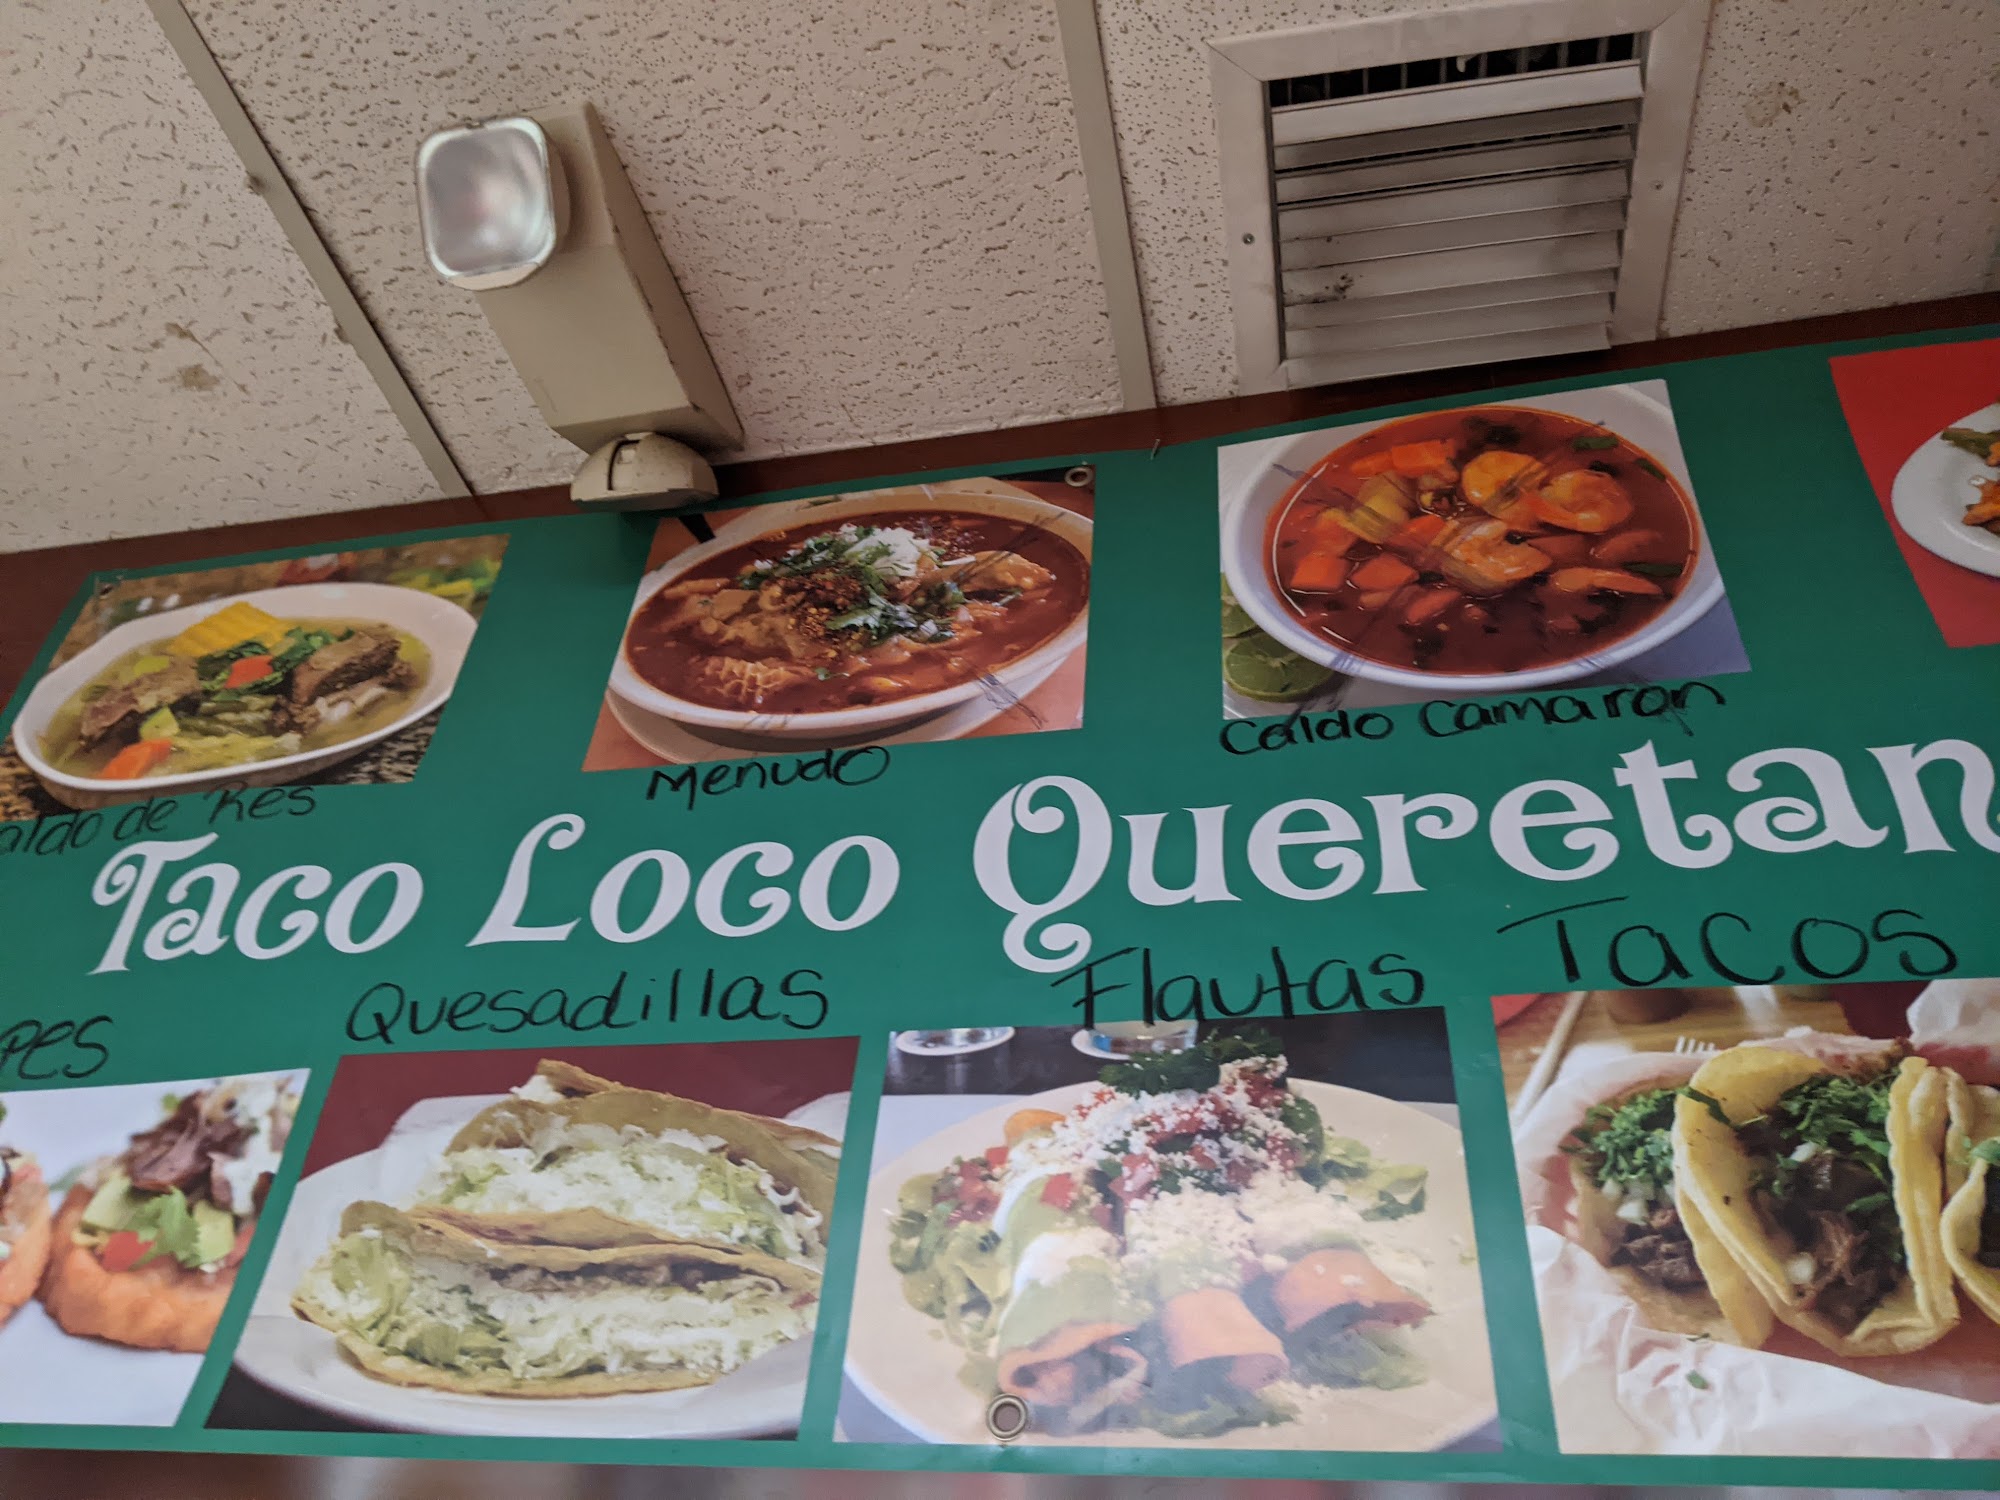 aldo de Res
Menudo
Caldo Camaron
Taco Loco Queretan
Pes
Quesadillas
Flautas
Tacos